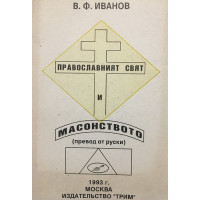 В. Ф. ИВАНОВ
ПРАВОСЛАВНИЯТ СВЯТ
И
МАСОНСТВОТО
(превод от руски)
1993 г.
МОСКВА
ИЗДАТЕЛСТВО "ТРИМ"